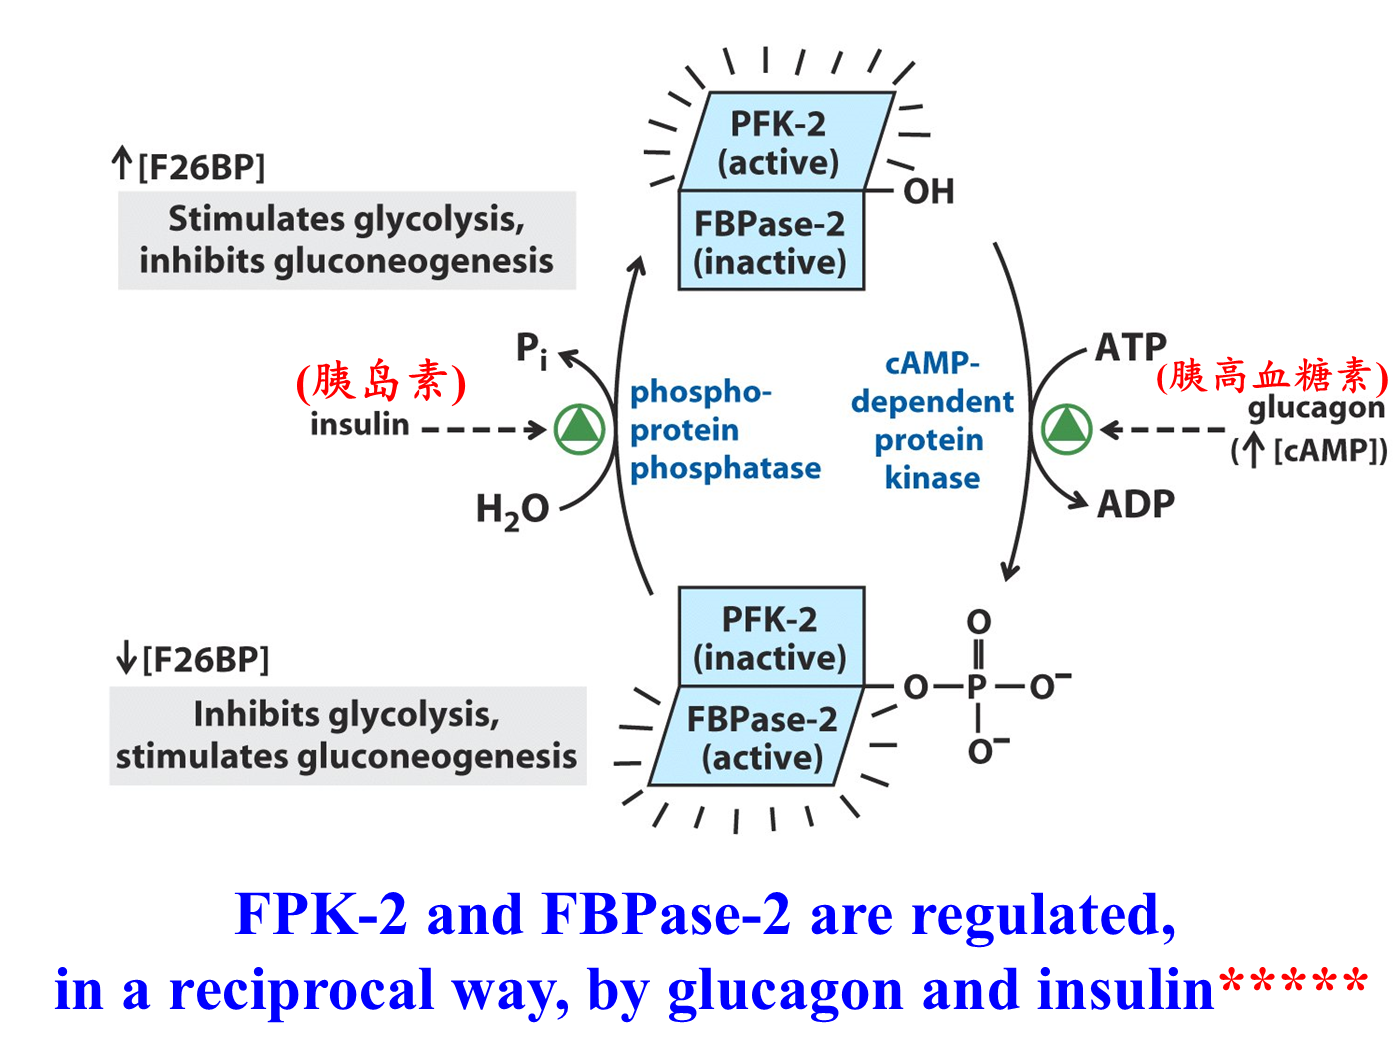 PFK-2
(active)
OH
FBPase-2
(inactive)
↑[F26BP]
Stimulates glycolysis,
inhibits gluconeogenesis
Pi
(胰岛素)
insulin
H2O
phospho-
protein
phosphatase
cAMP-
dependent
protein
kinase
ATP
(胰高血糖素)
glucagon
(↑ [cAMP])
ADP
↓[F26BP]
Inhibits glycolysis,
stimulates gluconeogenesis
PFK-2
(inactive)
FBPase-2
(active)
O
O—P—O−
O−
FPK-2 and FBPase-2 are regulated,
in a reciprocal way, by glucagon and insulin*****